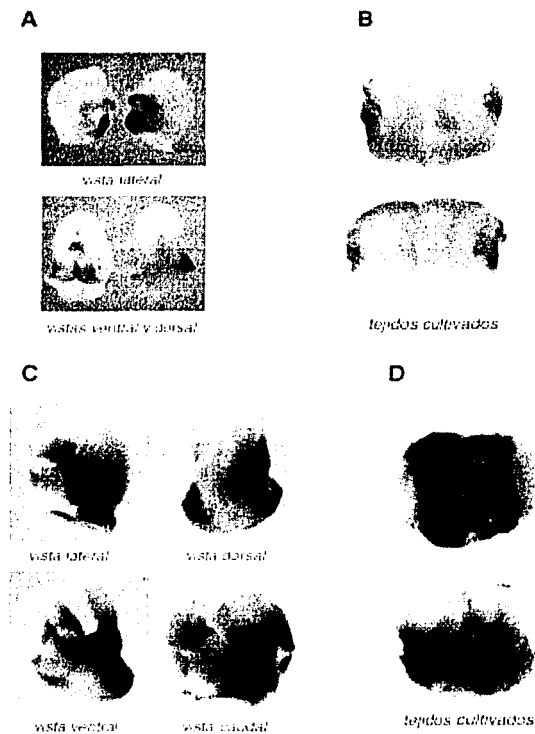 A
B
vista lateral
vistas ventral y dorsal
tejidos cultivados
C
D
vista lateral
vista dorsal
vista ventral
vista caudal
tejidos cultivados